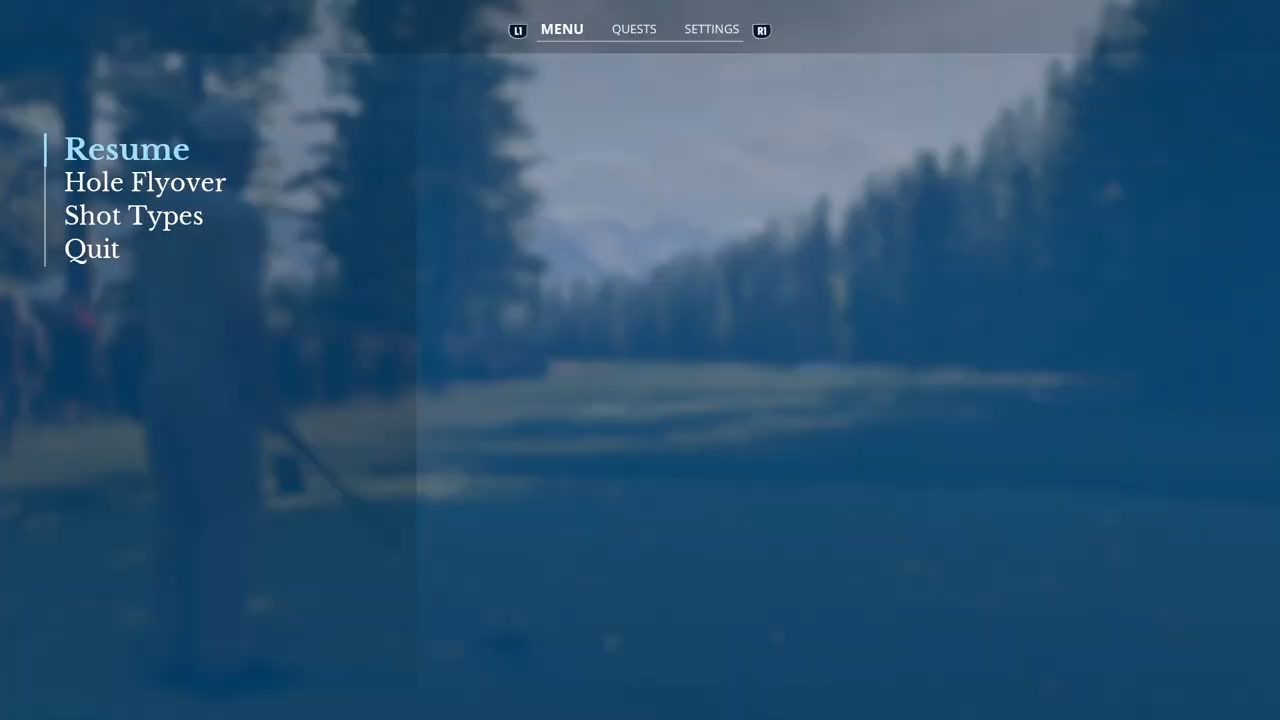 L1 MENU QUESTS SETTINGS R1
Resume
Hole Flyover
Shot Types
Quit